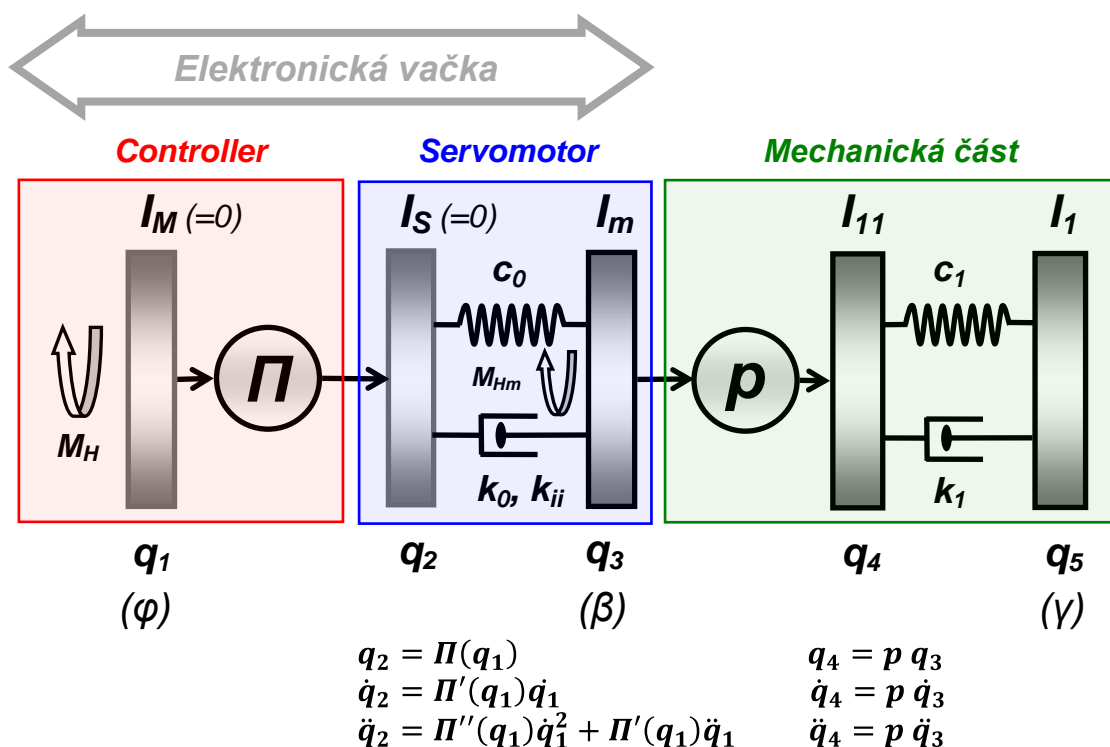 Elektronická vačka
Controller Servomotor Mechanická část
I_M (=0) I_S (=0) I_m I_11 I_1
c_0 c_1
Π M_Hm p
M_H
k_0, k_ii k_1
q_1 q_2 q_3 q_4 q_5
(φ) (β) (γ)
q_2 = Π(q_1) q_4 = p q_3
q̇_2 = Π′(q_1)q̇_1 q̇_4 = p q̇_3
q̈_2 = Π′′(q_1)q̇_1^2 + Π′(q_1)q̈_1 q̈_4 = p q̈_3